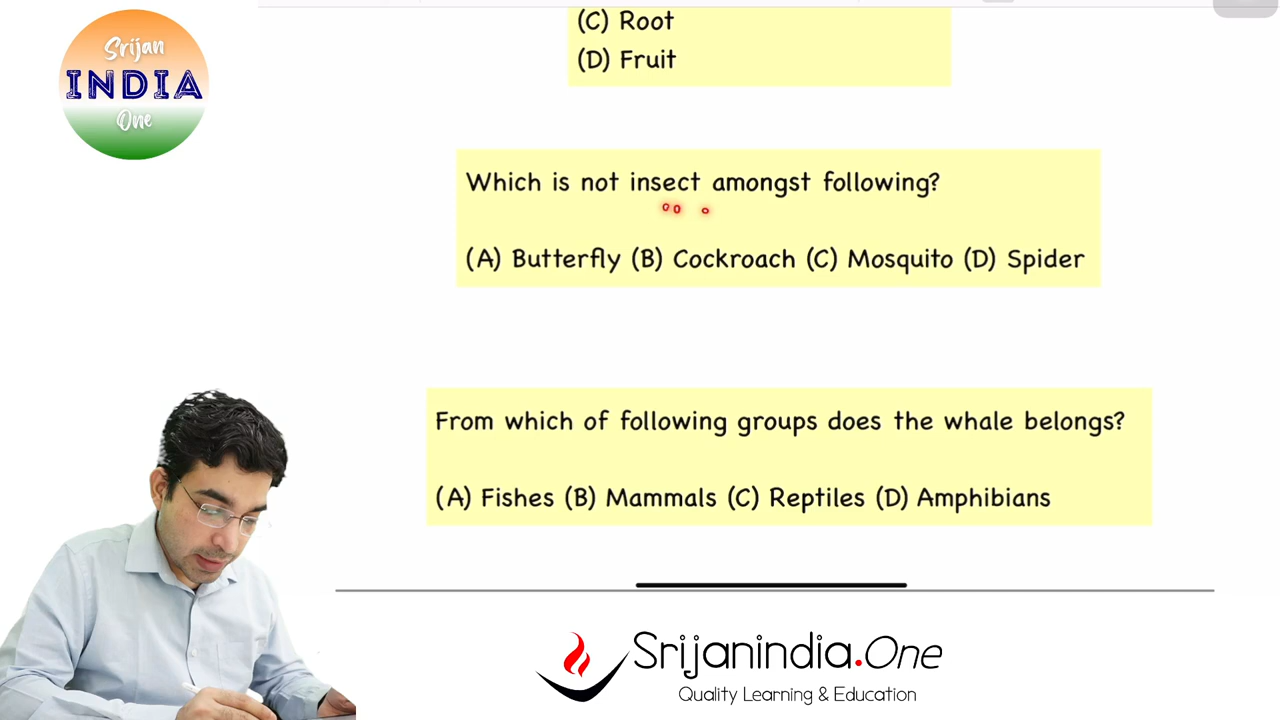 Srijan
INDIA
One
(C) Root
(D) Fruit
Which is not insect amongst following?
(A) Butterfly (B) Cockroach (C) Mosquito (D) Spider
From which of following groups does the whale belongs?
(A) Fishes (B) Mammals (C) Reptiles (D) Amphibians
Srijanindia.One
Quality Learning & Education